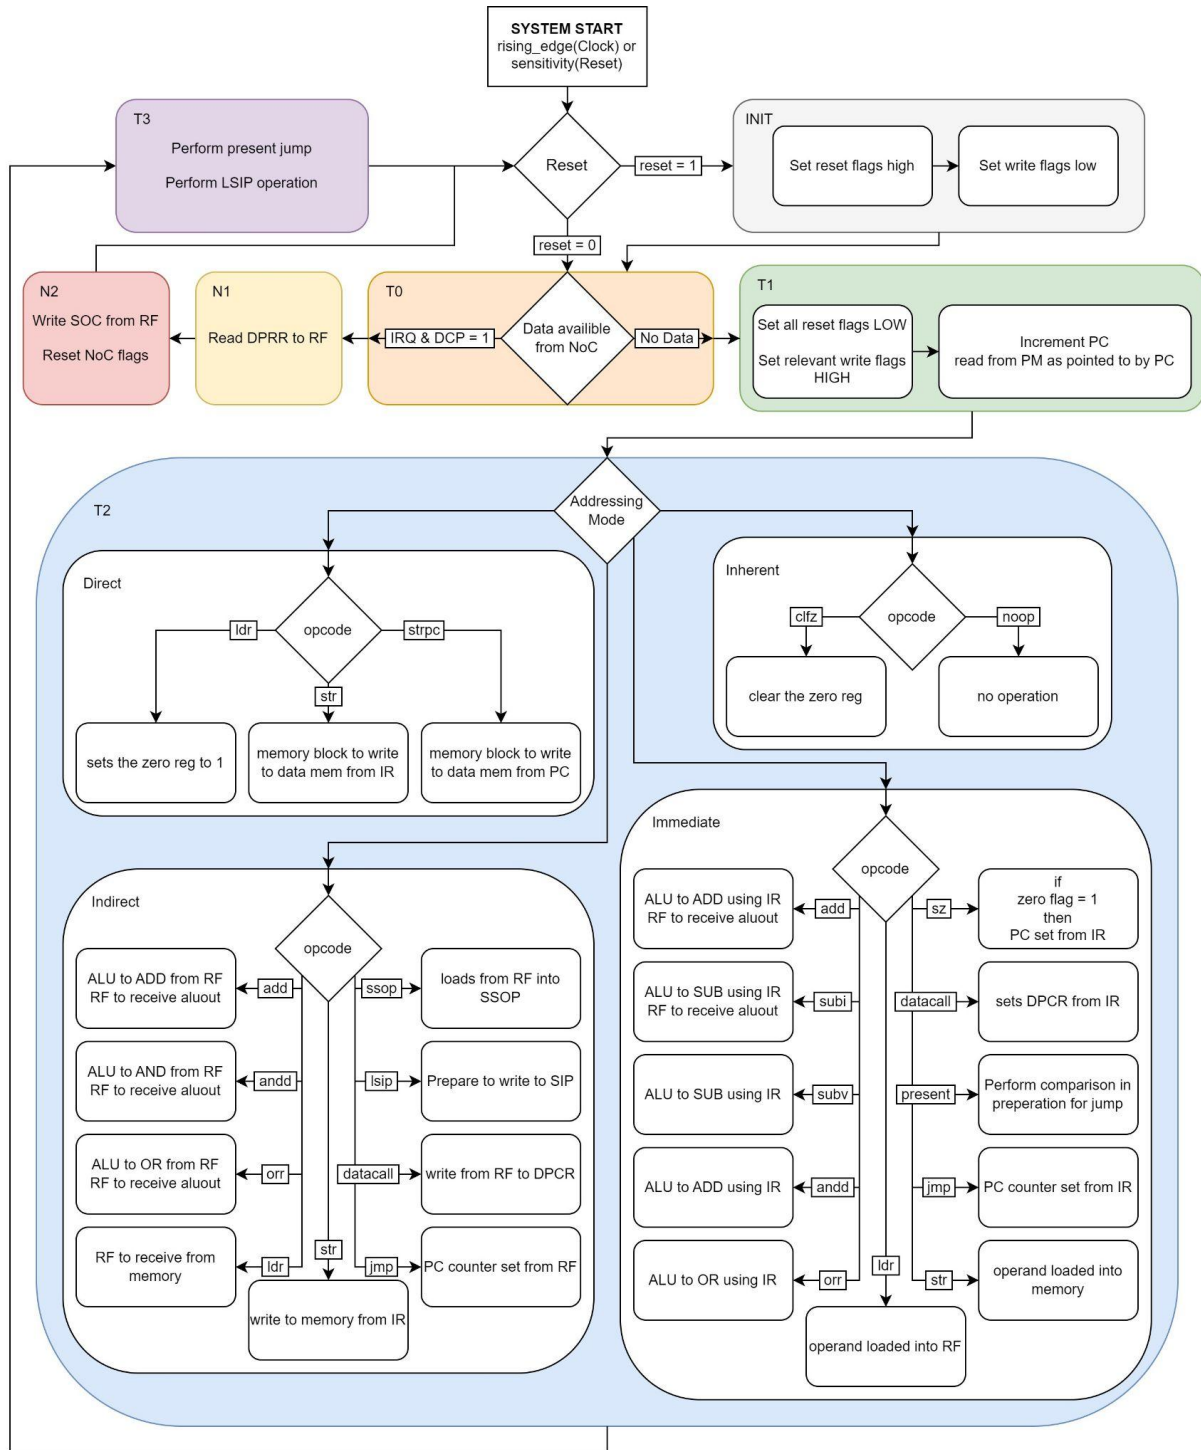 SYSTEM START
rising_edge(Clock) or
sensitivity(Reset)
T3
Perform present jump
Perform LSIP operation
Reset
reset = 1
INIT
Set reset flags high
Set write flags low
reset = 0
N2
Write SOC from RF
Reset NoC flags
N1
Read DPRR to RF
T0
IRQ & DCP = 1
Data availible
from NoC
No Data
T1
Set all reset flags LOW
Set relevant write flags
HIGH
Increment PC
read from PM as pointed to by PC
T2
Addressing
Mode
Direct
opcode
ldr
strpc
str
sets the zero reg to 1
memory block to write
to data mem from IR
memory block to write
to data mem from PC
Inherent
opcode
clfz
noop
clear the zero reg
no operation
Indirect
opcode
ALU to ADD from RF
RF to receive aluout
add
ssop
loads from RF into
SSOP
ALU to AND from RF
RF to receive aluout
andd
lsip
Prepare to write to SIP
ALU to OR from RF
RF to receive aluout
orr
datacall
write from RF to DPCR
RF to receive from
memory
ldr
str
jmp
PC counter set from RF
write to memory from IR
Immediate
opcode
ALU to ADD using IR
RF to receive aluout
add
sz
if
zero flag = 1
then
PC set from IR
ALU to SUB using IR
RF to receive aluout
subi
datacall
sets DPCR from IR
ALU to SUB using IR
subv
present
Perform comparison in
preperation for jump
ALU to ADD using IR
andd
jmp
PC counter set from IR
ALU to OR using IR
orr
ldr
str
operand loaded into
memory
operand loaded into RF